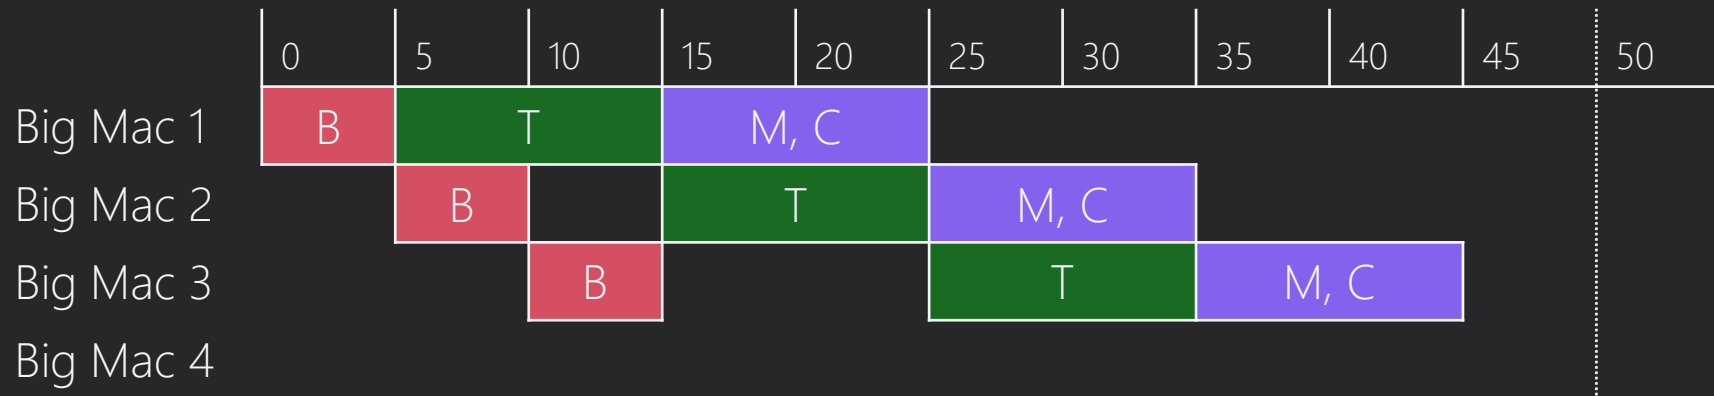 0 5 10 15 20 25 30 35 40 45 50
Big Mac 1 B T M, C
Big Mac 2 B T M, C
Big Mac 3 B T M, C
Big Mac 4